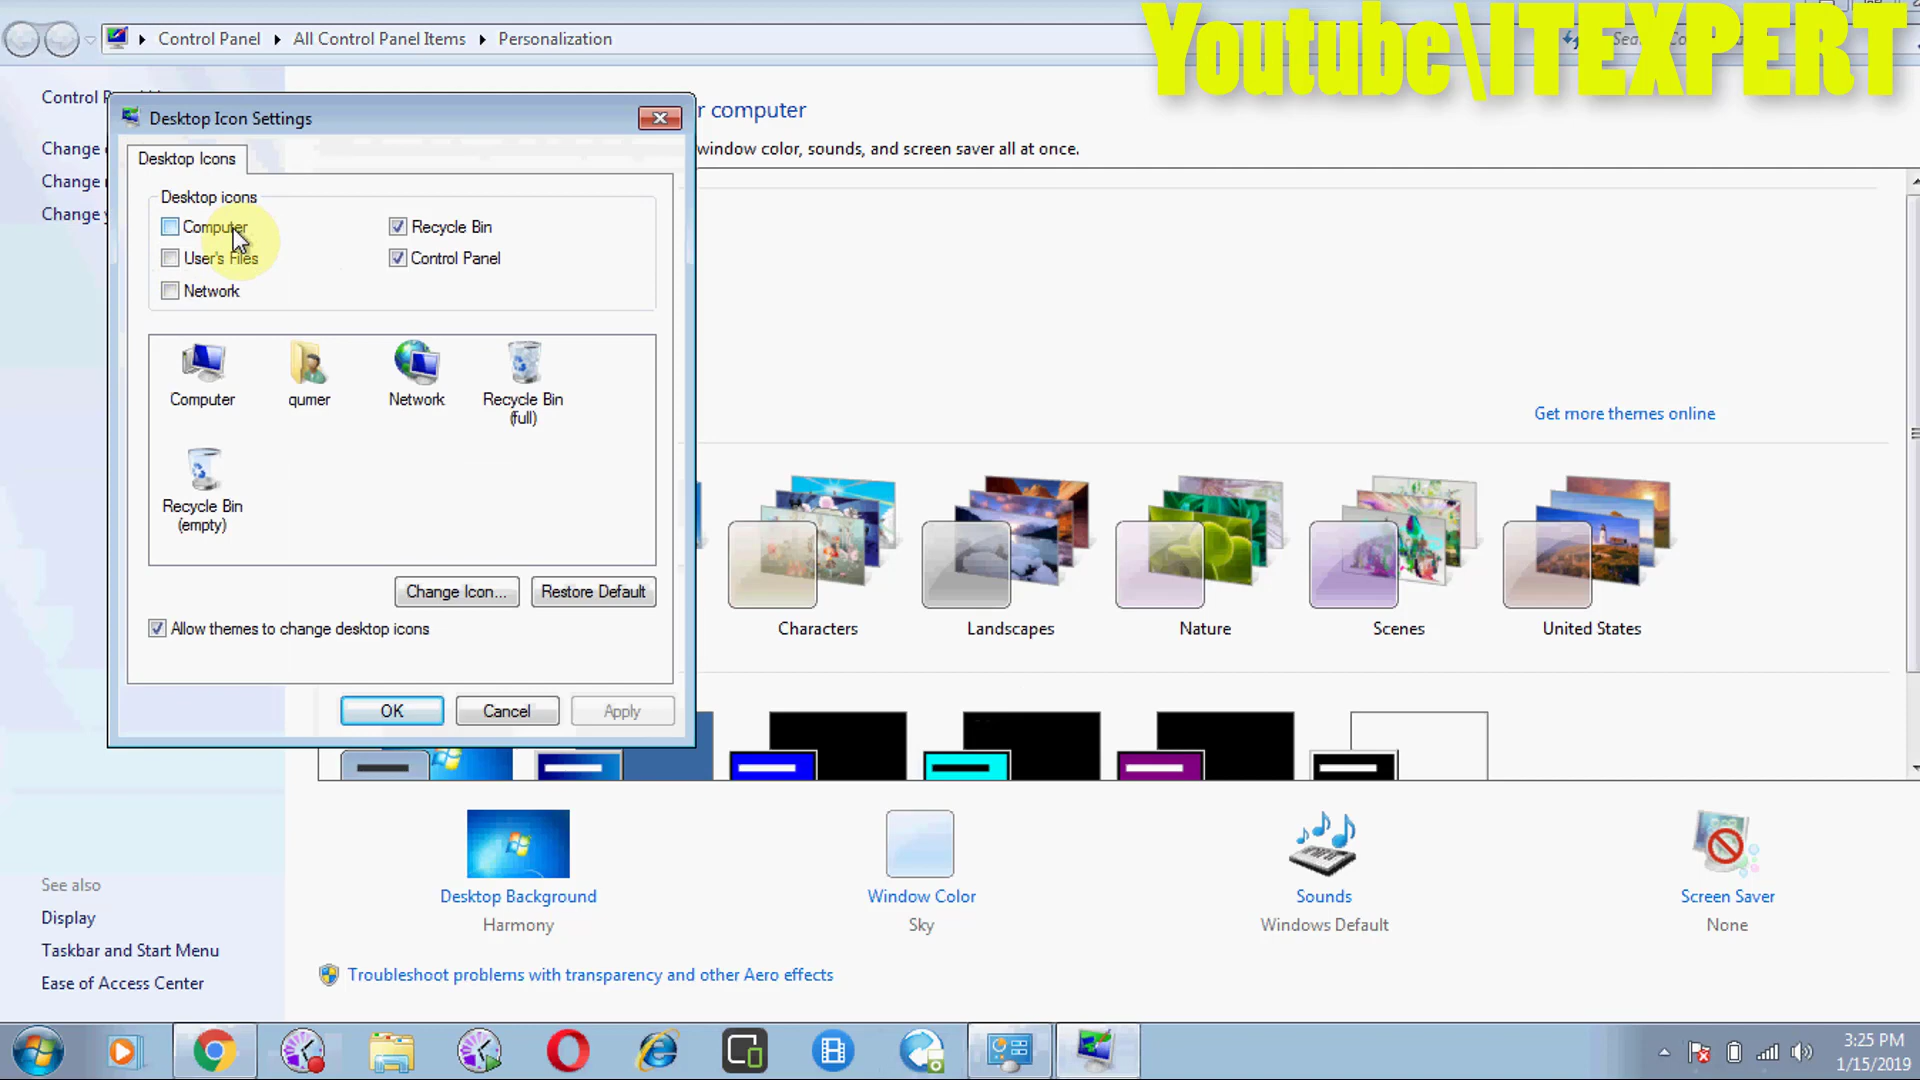 Control Panel
All Control Panel Items
Personalization
Youtube\ITEXPERT
Control
computer
Desktop Icon Settings
Change
window color, sounds, and screen saver all at once.
Desktop Icons
Change
Change
Desktop icons
Computer
Recycle Bin
User's Files
Control Panel
Network
Computer
qumer
Network
Recycle Bin
(full)
Get more themes online
Recycle Bin
(empty)
Change Icon...
Restore Default
Allow themes to change desktop icons
Characters
Landscapes
Nature
Scenes
United States
OK
Cancel
Apply
See also
Display
Taskbar and Start Menu
Ease of Access Center
Desktop Background
Harmony
Window Color
Sky
Sounds
Windows Default
Screen Saver
None
Troubleshoot problems with transparency and other Aero effects
3:25 PM
1/15/2019